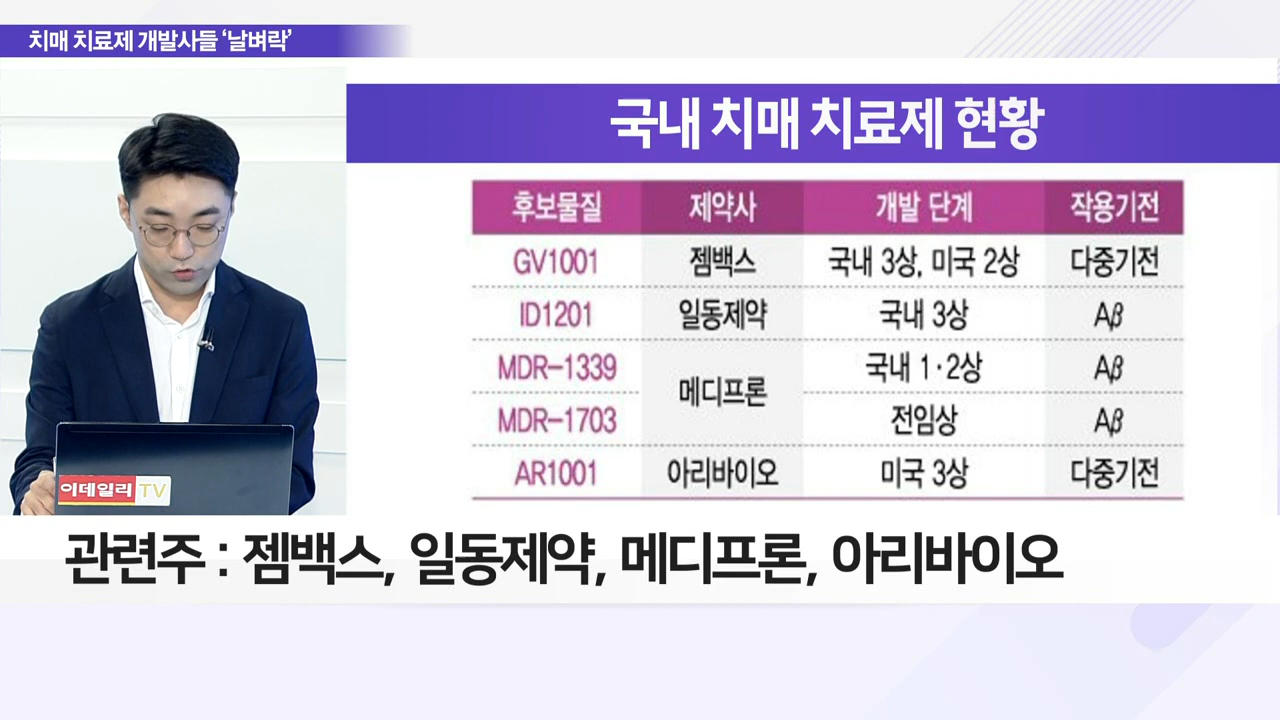 치매 치료제 개발사들 ‘날벼락’
국내 치매 치료제 현황
후보물질 제약사 개발 단계 작용기전
GV1001 젬백스 국내 3상, 미국 2상 다중기전
ID1201 일동제약 국내 3상 Aβ
MDR-1339 메디프론 국내 1·2상 Aβ
MDR-1703 전임상 Aβ
AR1001 아리바이오 미국 3상 다중기전
이데일리 TV
관련주 : 젬백스, 일동제약, 메디프론, 아리바이오